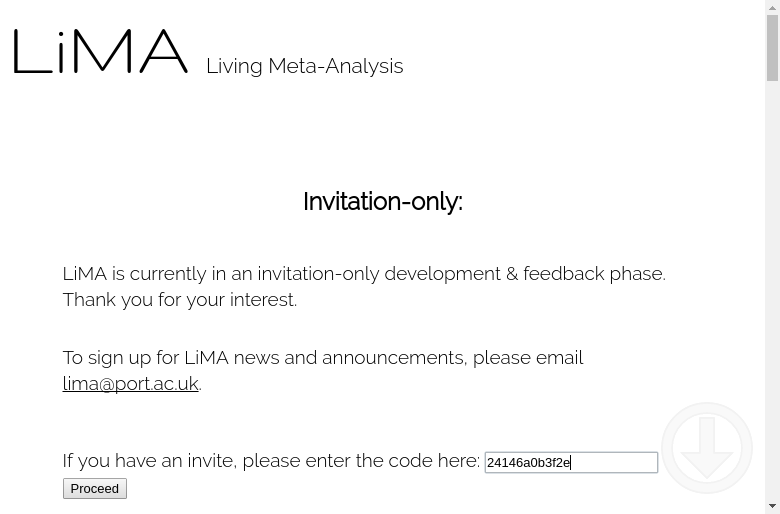 LiMA Living Meta-Analysis
Invitation-only:
LiMA is currently in an invitation-only development & feedback phase.
Thank you for your interest.
To sign up for LiMA news and announcements, please email
lima@port.ac.uk.
If you have an invite, please enter the code here: 24146a0b3f2e
Proceed